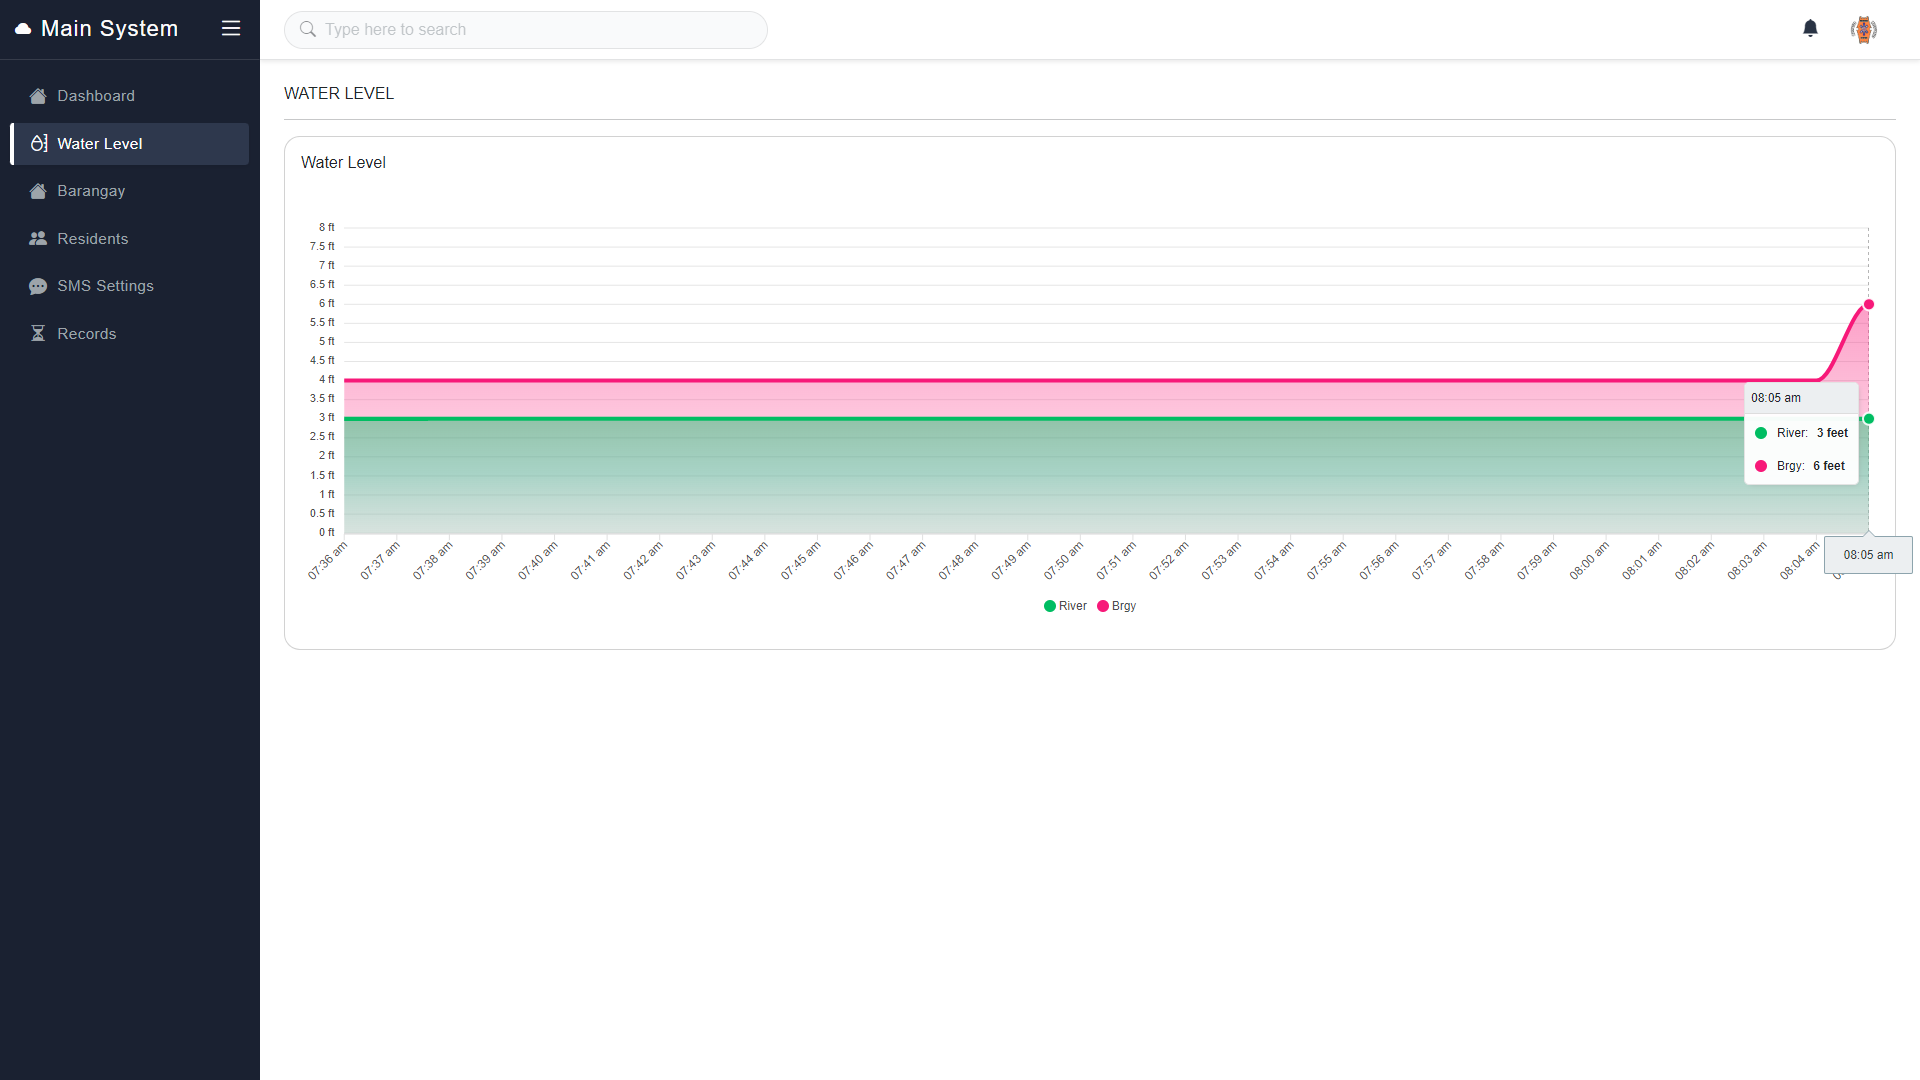 Main System
Type here to search
Dashboard
Water Level
Barangay
Residents
SMS Settings
Records
WATER LEVEL
Water Level
8 ft
7.5 ft
7 ft
6.5 ft
6 ft
5.5 ft
5 ft
4.5 ft
4 ft
3.5 ft
3 ft
2.5 ft
2 ft
1.5 ft
1 ft
0.5 ft
0 ft
08:05 am
River: 3 feet
Brgy: 6 feet
07:36 am
07:37 am
07:38 am
07:39 am
07:40 am
07:41 am
07:42 am
07:43 am
07:44 am
07:45 am
07:46 am
07:47 am
07:48 am
07:49 am
07:50 am
07:51 am
07:52 am
07:53 am
07:54 am
07:55 am
07:56 am
07:57 am
07:58 am
07:59 am
08:00 am
08:01 am
08:02 am
08:03 am
08:04 am
08:05 am
River Brgy